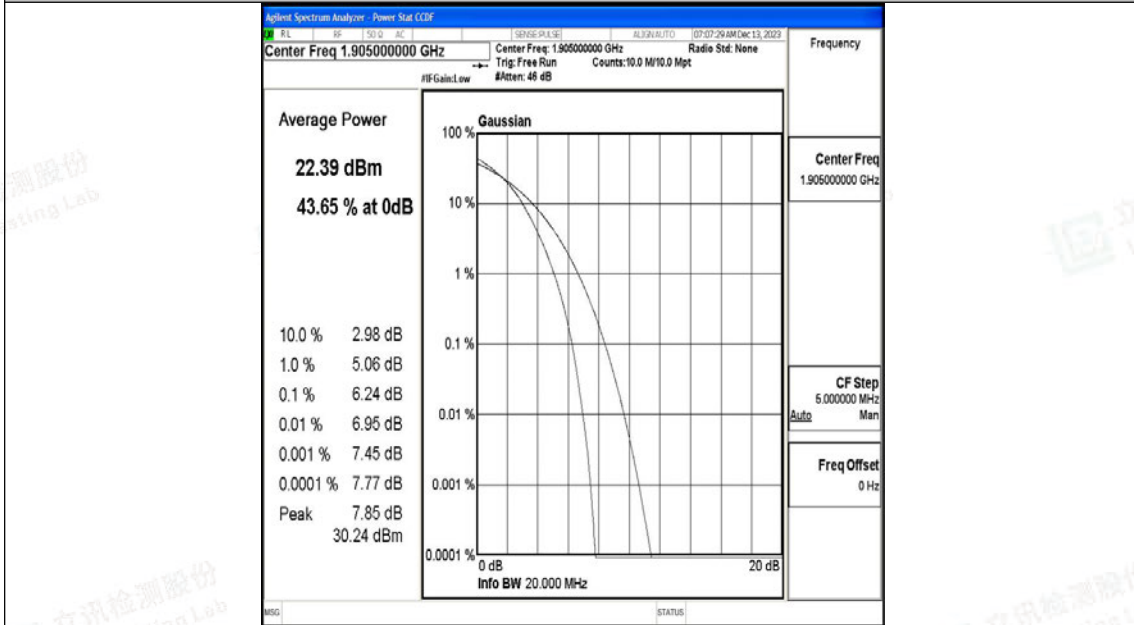 Agilent Spectrum Analyzer - Power Stat CCDF
RL RF 50 Ω AC SENSE:PULSE ALIGNAUTO 07:07:29 AM Dec 13, 2023
Center Freq 1.905000000 GHz
Center Freq: 1.905000000 GHz Radio Std: None
Trig: Free Run Counts:10.0 M/10.0 Mpt
#IFGain:Low #Atten: 46 dB
Frequency
Average Power
22.39 dBm
43.65 % at 0dB
10.0 % 2.98 dB
1.0 % 5.06 dB
0.1 % 6.24 dB
0.01 % 6.95 dB
0.001 % 7.45 dB
0.0001 % 7.77 dB
Peak 7.85 dB
30.24 dBm
Gaussian
100 %
10 %
1 %
0.1 %
0.01 %
0.001 %
0.0001 %
0 dB 20 dB
Info BW 20.000 MHz
Center Freq
1.905000000 GHz
CF Step
5.000000 MHz
Auto Man
Freq Offset
0 Hz
MSG STATUS